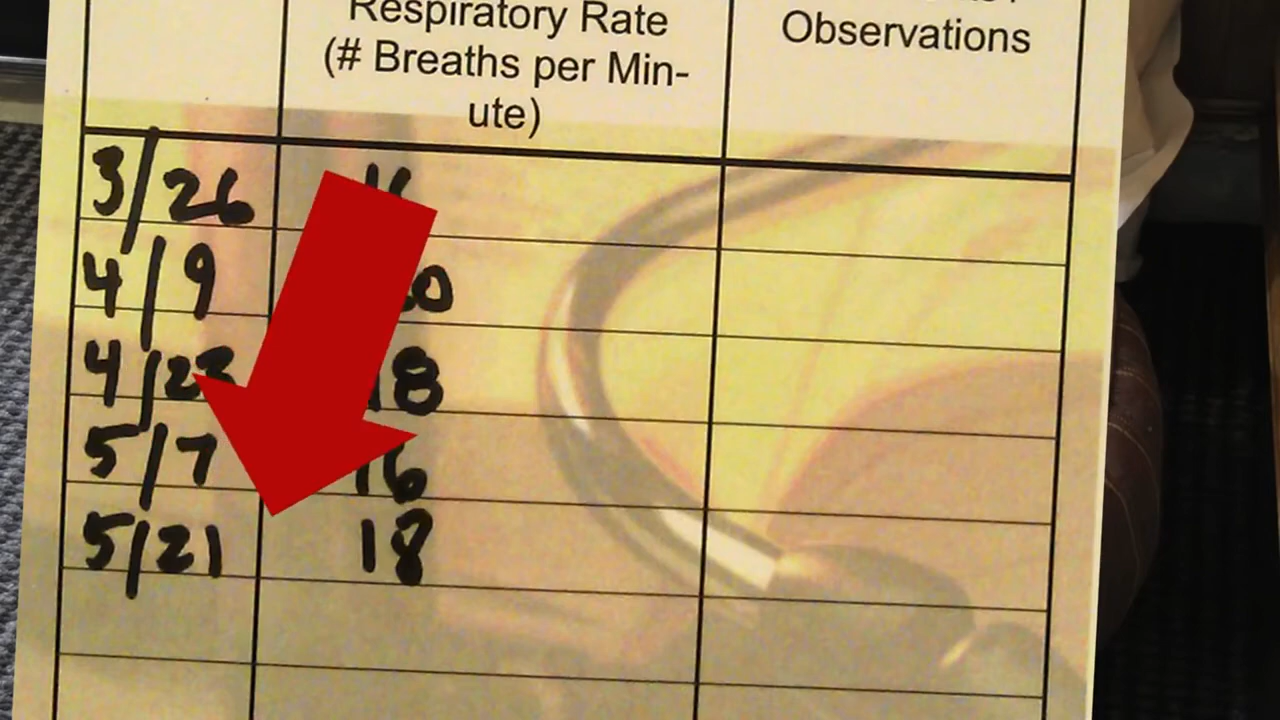 Respiratory Rate
(# Breaths per Min-
ute)
Observations
3/26 16
4/9
4/23 18
5/7 16
5/21 18